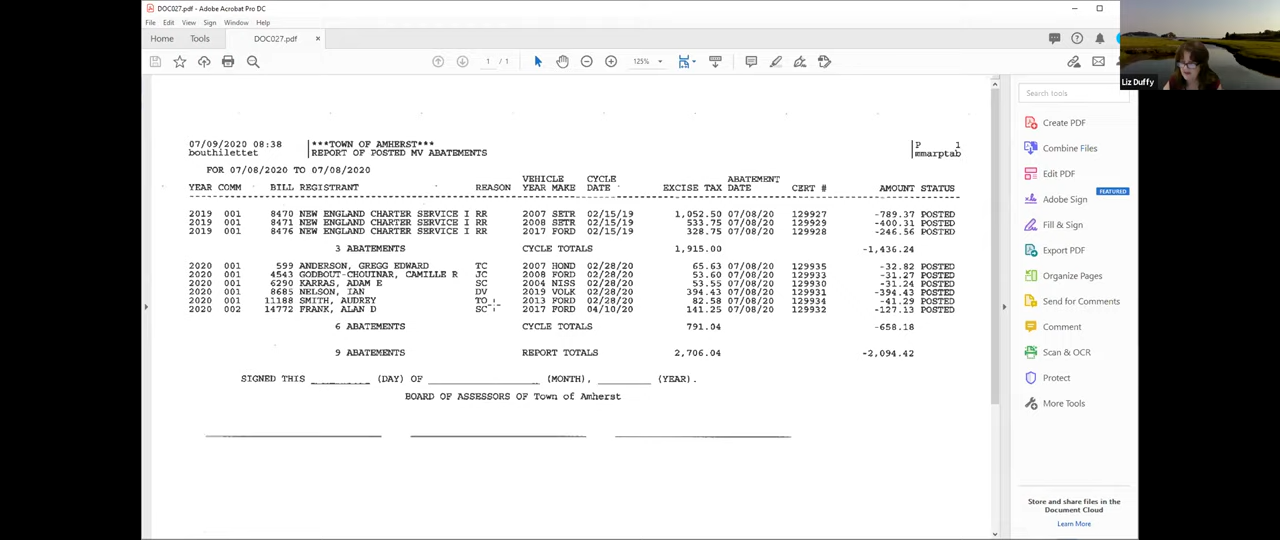 DOC027.pdf - Adobe Acrobat Pro DC
File Edit View Sign Window Help
Home Tools DOC027.pdf ×
1 / 1 125%
Liz Duffy
Search tools
Create PDF
Combine Files
Edit PDF
FEATURED
Adobe Sign
Fill & Sign
Export PDF
Organize Pages
Send for Comments
Comment
Scan & OCR
Protect
More Tools
Store and share files in the
Document Cloud
Learn More
07/09/2020 08:38 ***TOWN OF AMHERST*** P 1
bouthilettet REPORT OF POSTED MV ABATEMENTS mmarptab
FOR 07/08/2020 TO 07/08/2020
VEHICLE CYCLE ABATEMENT
YEAR COMM BILL REGISTRANT REASON YEAR MAKE DATE EXCISE TAX DATE CERT # AMOUNT STATUS
2019 001 8470 NEW ENGLAND CHARTER SERVICE I RR 2007 SETR 02/15/19 1,052.50 07/08/20 129927 -789.37 POSTED
2019 001 8471 NEW ENGLAND CHARTER SERVICE I RR 2008 SETR 02/15/19 533.75 07/08/20 129929 -400.31 POSTED
2019 001 8476 NEW ENGLAND CHARTER SERVICE I RR 2017 FORD 02/15/19 328.75 07/08/20 129928 -246.56 POSTED
3 ABATEMENTS CYCLE TOTALS 1,915.00 -1,436.24
2020 001 599 ANDERSON, GREGG EDWARD TC 2007 HOND 02/28/20 65.63 07/08/20 129935 -32.82 POSTED
2020 001 4543 GODBOUT-CHOUINAR, CAMILLE R JC 2008 FORD 02/28/20 53.60 07/08/20 129933 -31.27 POSTED
2020 001 6290 KARRAS, ADAM E SC 2004 NISS 02/28/20 53.55 07/08/20 129930 -31.24 POSTED
2020 001 8685 NELSON, IAN DV 2019 VOLK 02/28/20 394.43 07/08/20 129931 -394.43 POSTED
2020 001 11188 SMITH, AUDREY TO 2013 FORD 02/28/20 82.58 07/08/20 129934 -41.29 POSTED
2020 002 14772 FRANK, ALAN D SC 2017 FORD 04/10/20 141.25 07/08/20 129932 -127.13 POSTED
6 ABATEMENTS CYCLE TOTALS 791.04 -658.18
9 ABATEMENTS REPORT TOTALS 2,706.04 -2,094.42
SIGNED THIS __________ (DAY) OF ___________________ (MONTH), _________ (YEAR).
BOARD OF ASSESSORS OF Town of Amherst